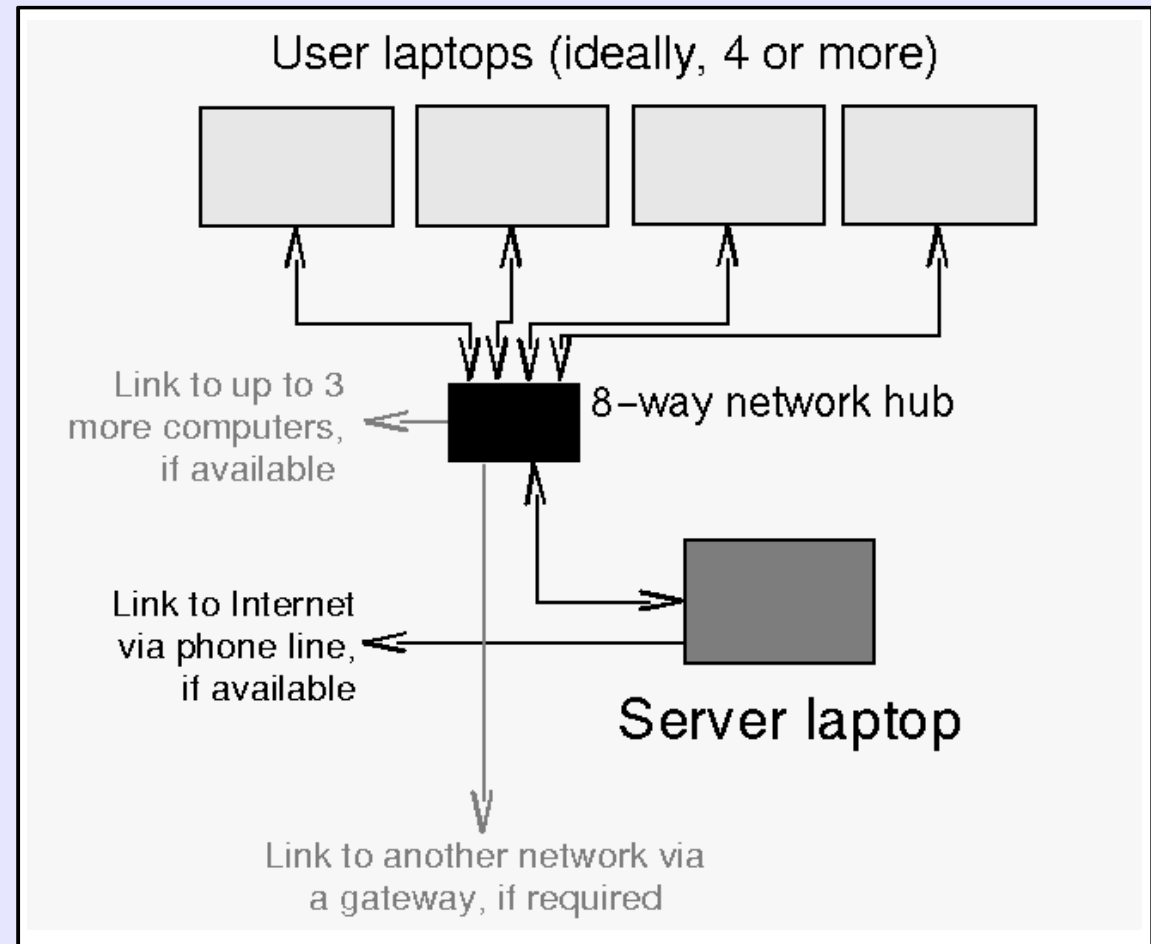 User laptops (ideally, 4 or more)
Link to up to 3
more computers,
if available
8-way network hub
Link to Internet
via phone line,
if available
Server laptop
Link to another network via
a gateway, if required